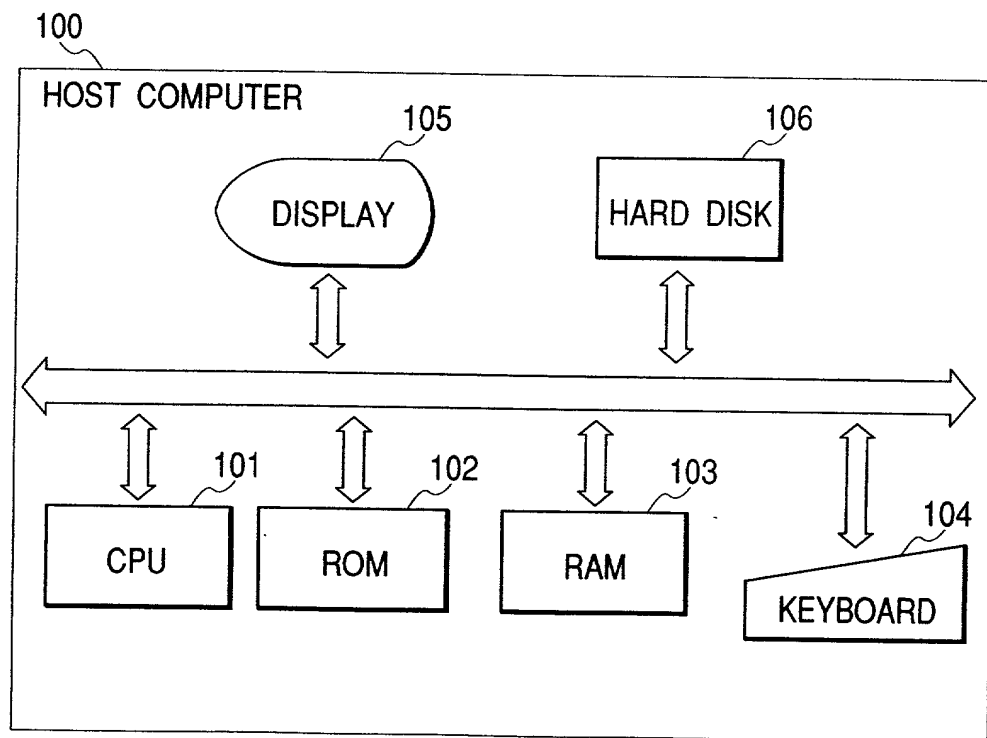 100
HOST COMPUTER
105
106
DISPLAY
HARD DISK
101
102
103
104
CPU
ROM
RAM
KEYBOARD